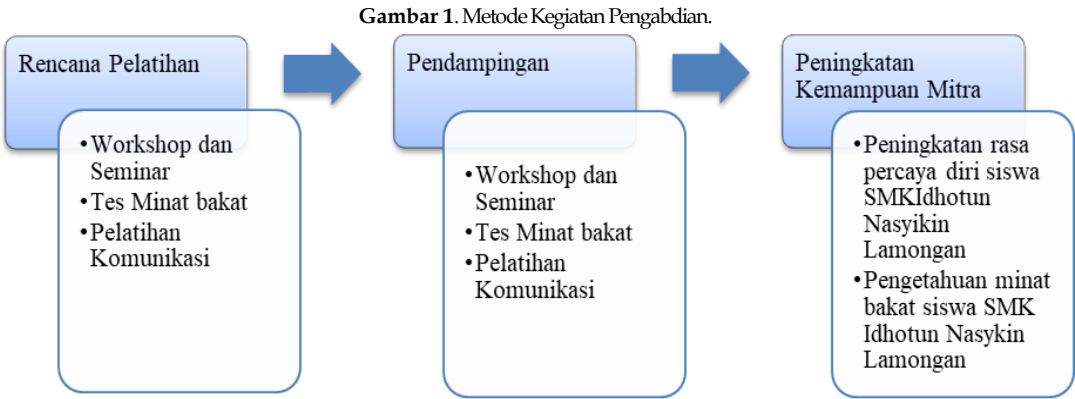 Gambar 1. Metode Kegiatan Pengabdian.
Rencana Pelatihan
•Workshop dan
Seminar
•Tes Minat bakat
•Pelatihan
Komunikasi
Pendampingan
•Workshop dan
Seminar
•Tes Minat bakat
•Pelatihan
Komunikasi
Peningkatan
Kemampuan Mitra
•Peningkatan rasa
percaya diri siswa
SMKIdhotun
Nasyikin
Lamongan
•Pengetahuan minat
bakat siswa SMK
Idhotun Nasykin
Lamongan